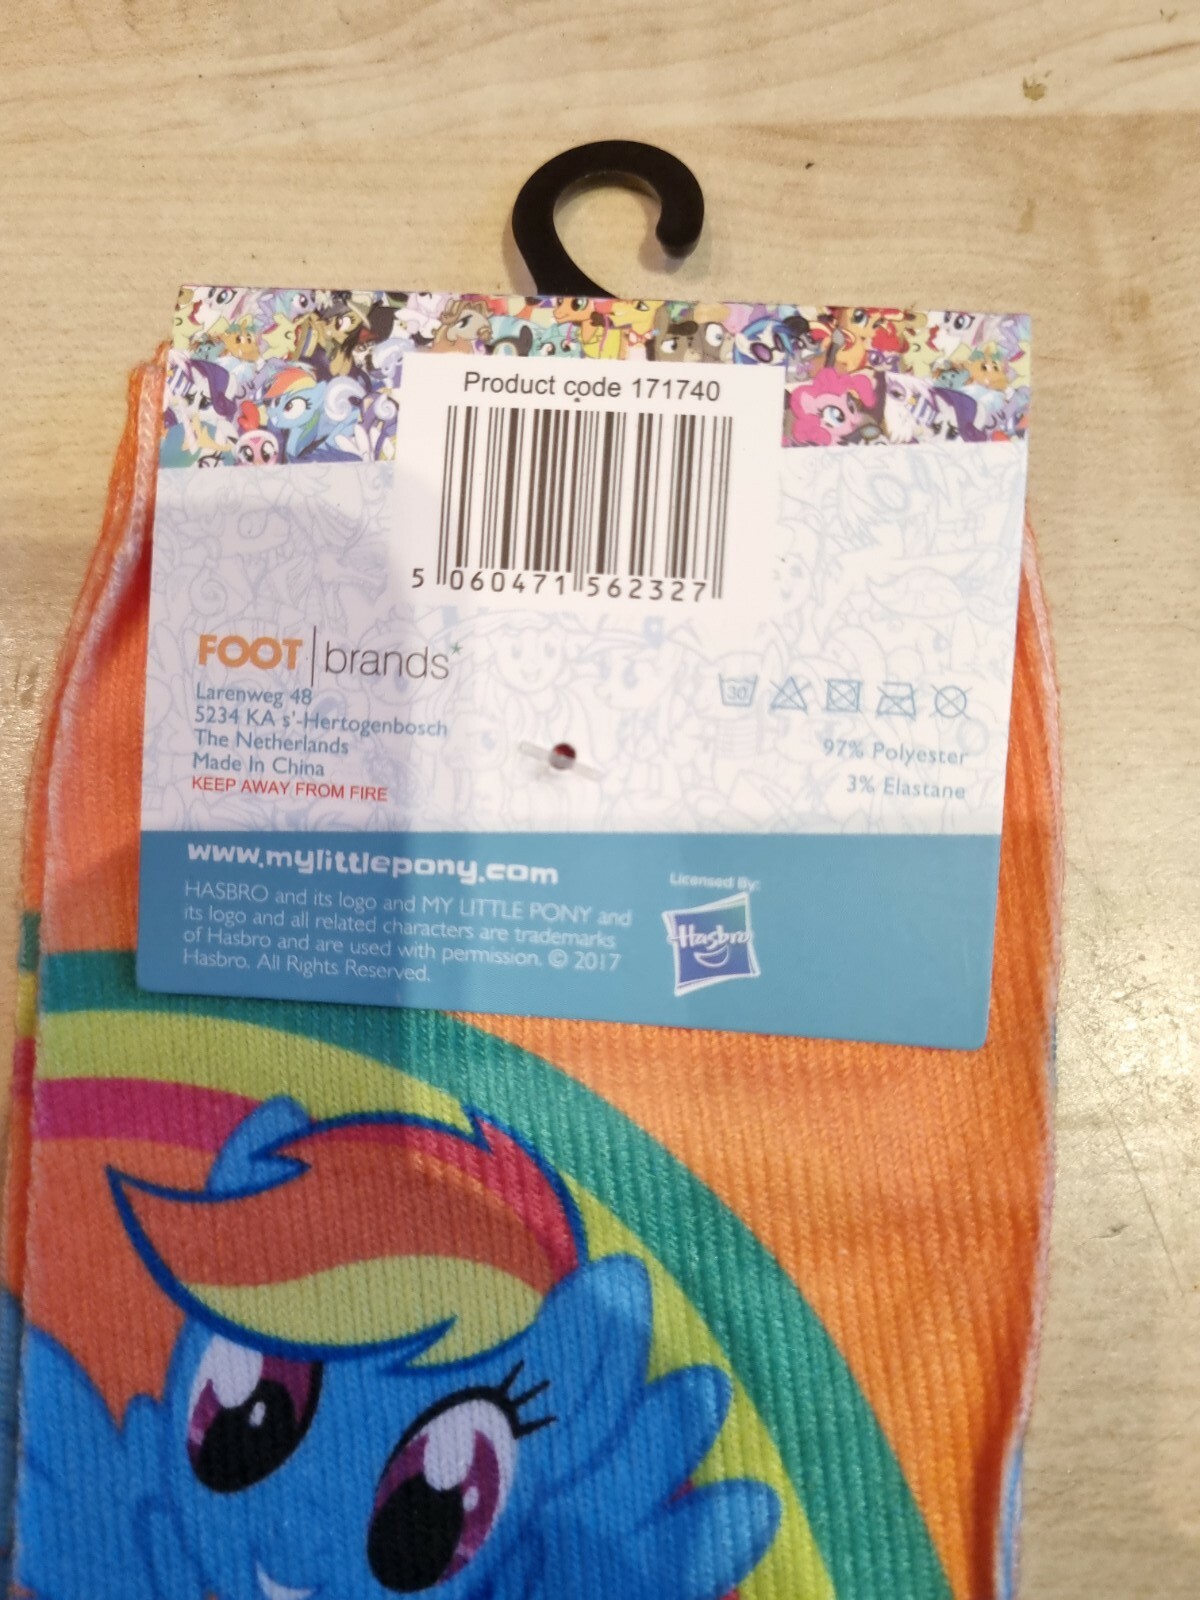 Product code 171740
5 060471 562327
FOOT brands*
Larenweg 48
5234 KA s'-Hertogenbosch
The Netherlands
Made In China
KEEP AWAY FROM FIRE
30
97% Polyester
3% Elastane
www.mylittlepony.com
HASBRO and its logo and MY LITTLE PONY and
its logo and all related characters are trademarks
of Hasbro and are used with permission. © 2017
Hasbro. All Rights Reserved.
Licensed By:
Hasbro